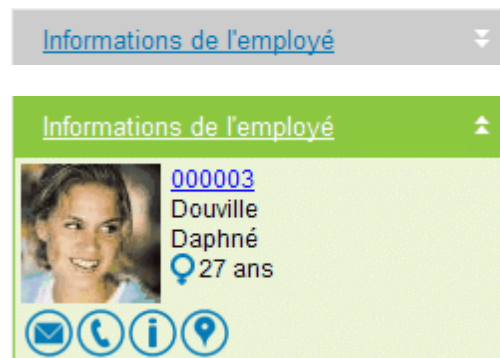 Informations de l'employé
Informations de l'employé
000003
Douville
Daphné
27 ans